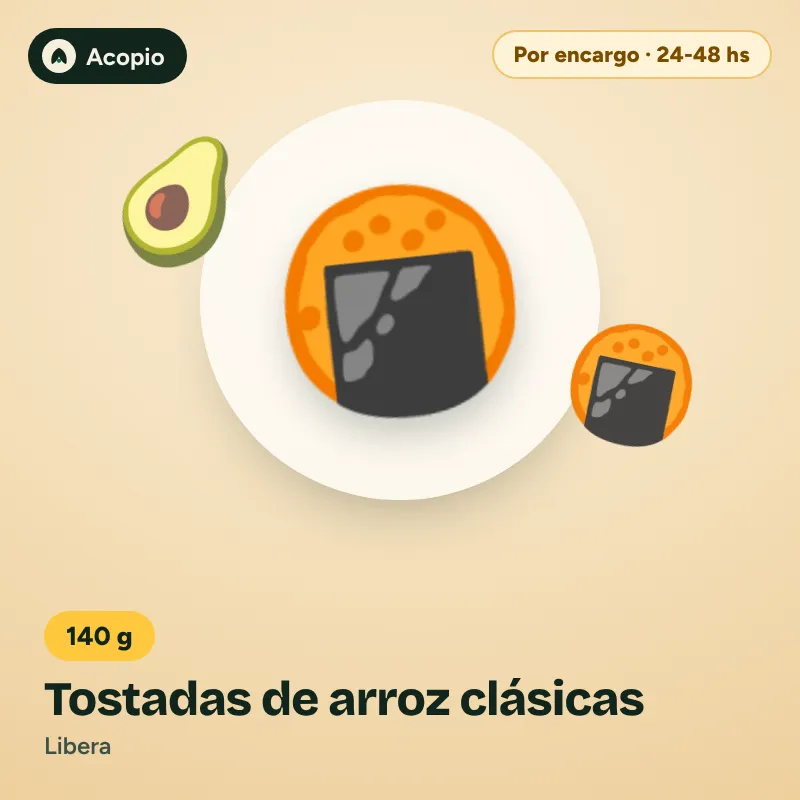 Acopio
Por encargo · 24-48 hs
140 g
Tostadas de arroz clásicas
Libera